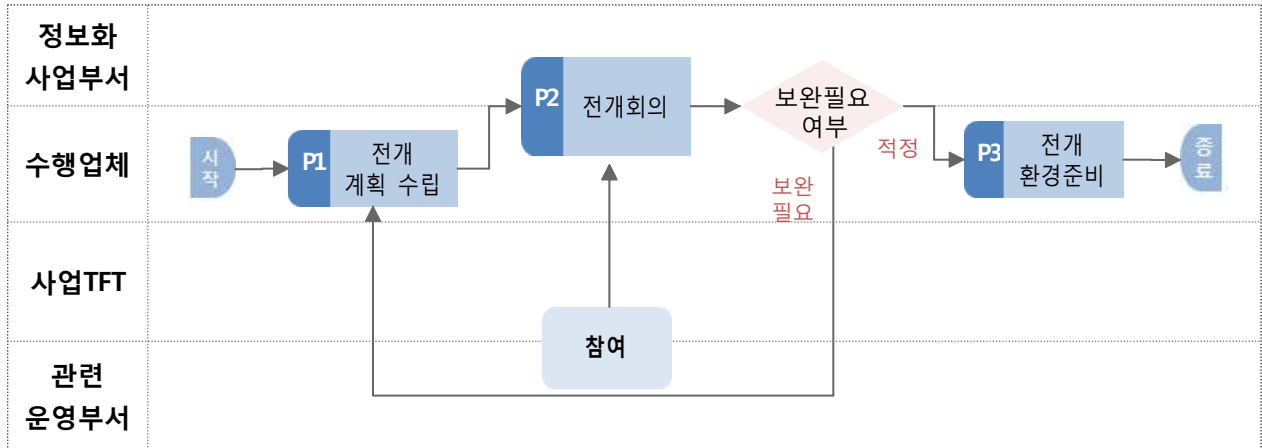 정보화
사업부서
P2
전개회의
보완필요
여부
수행업체
시
작
P1
전개
계획 수립
적정
보완
필요
P3
전개
환경준비
종
료
사업TFT
참여
관련
운영부서